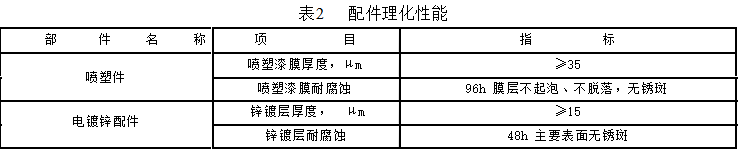 表2 配件理化性能
部件名称 项目 指标
喷塑件 喷塑漆膜厚度，μm ≥35
喷塑漆膜耐腐蚀 96h 膜层不起泡、不脱落，无锈斑
电镀锌配件 锌镀层厚度， μm ≥15
锌镀层耐腐蚀 48h 主要表面无锈斑